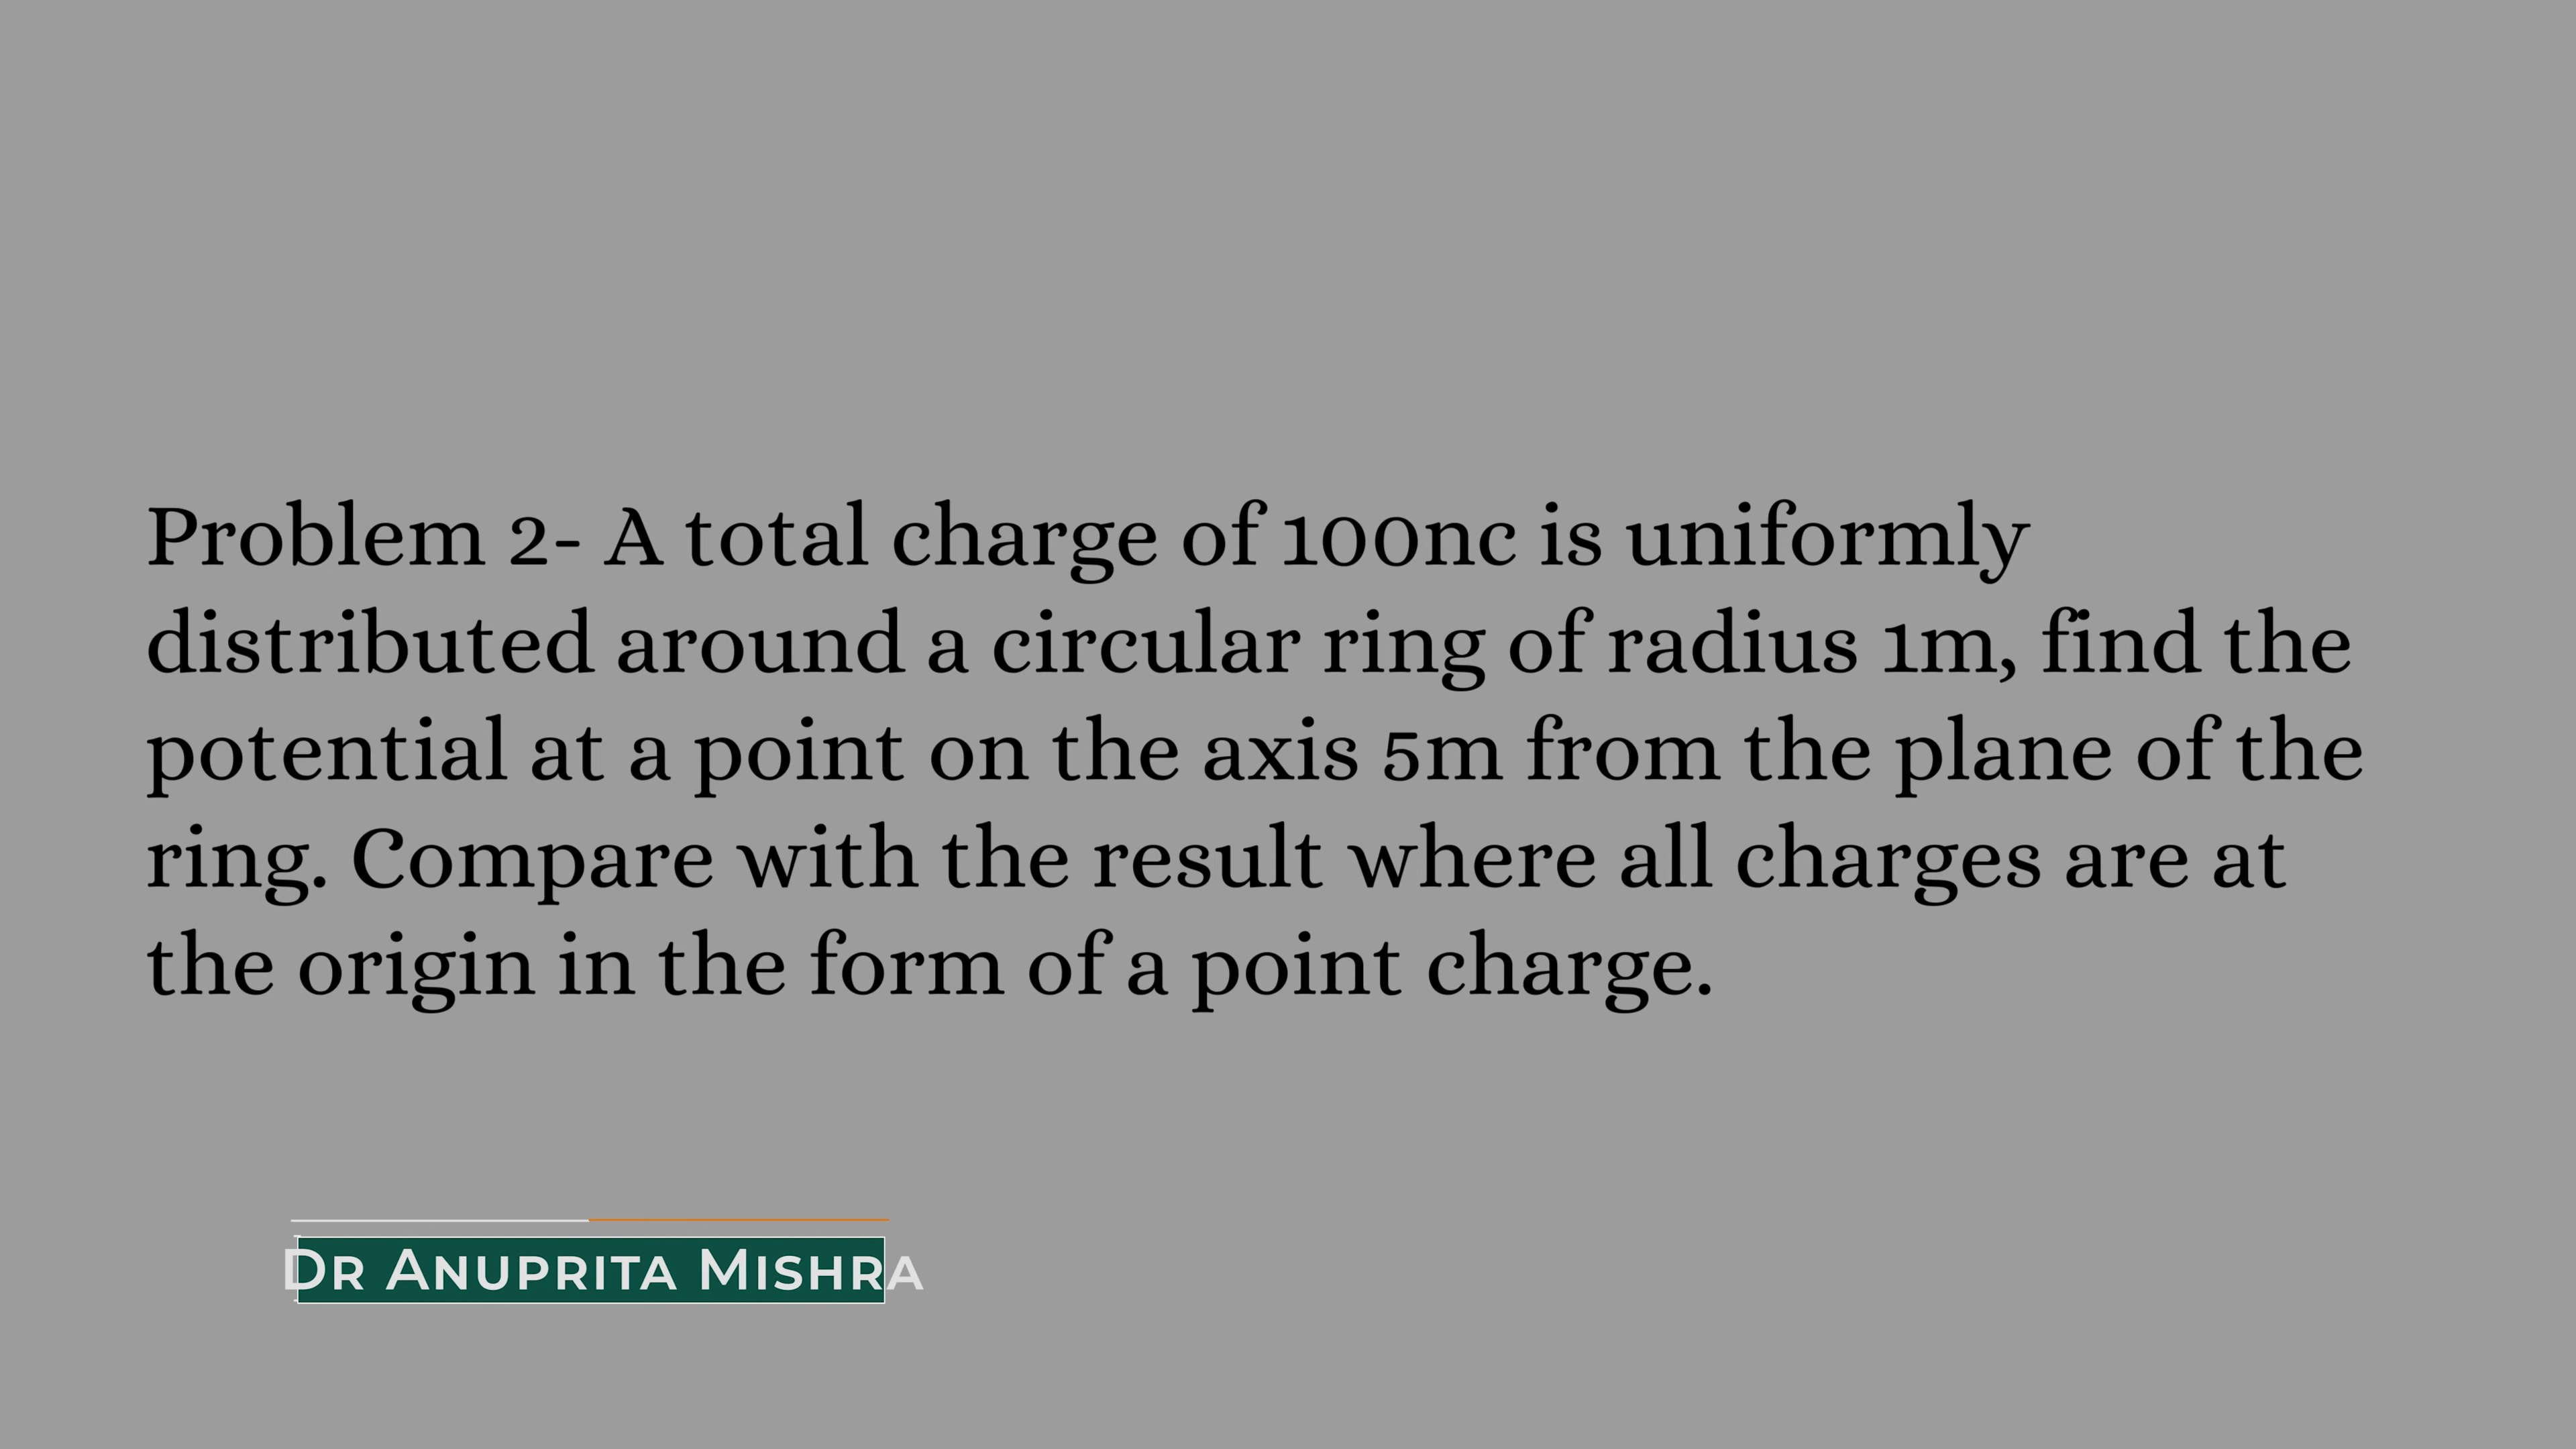 Problem 2- A total charge of 100nc is uniformly
distributed around a circular ring of radius 1m, find the
potential at a point on the axis 5m from the plane of the
ring. Compare with the result where all charges are at
the origin in the form of a point charge.
Dr Anuprita Mishra